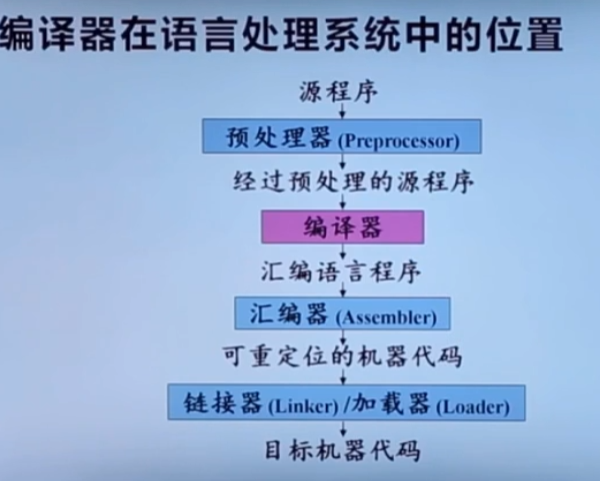 编译器在语言处理系统中的位置
源程序
预处理器(Preprocessor)
经过预处理的源程序
编译器
汇编语言程序
汇编器(Assembler)
可重定位的机器代码
链接器(Linker)/加载器(Loader)
目标机器代码